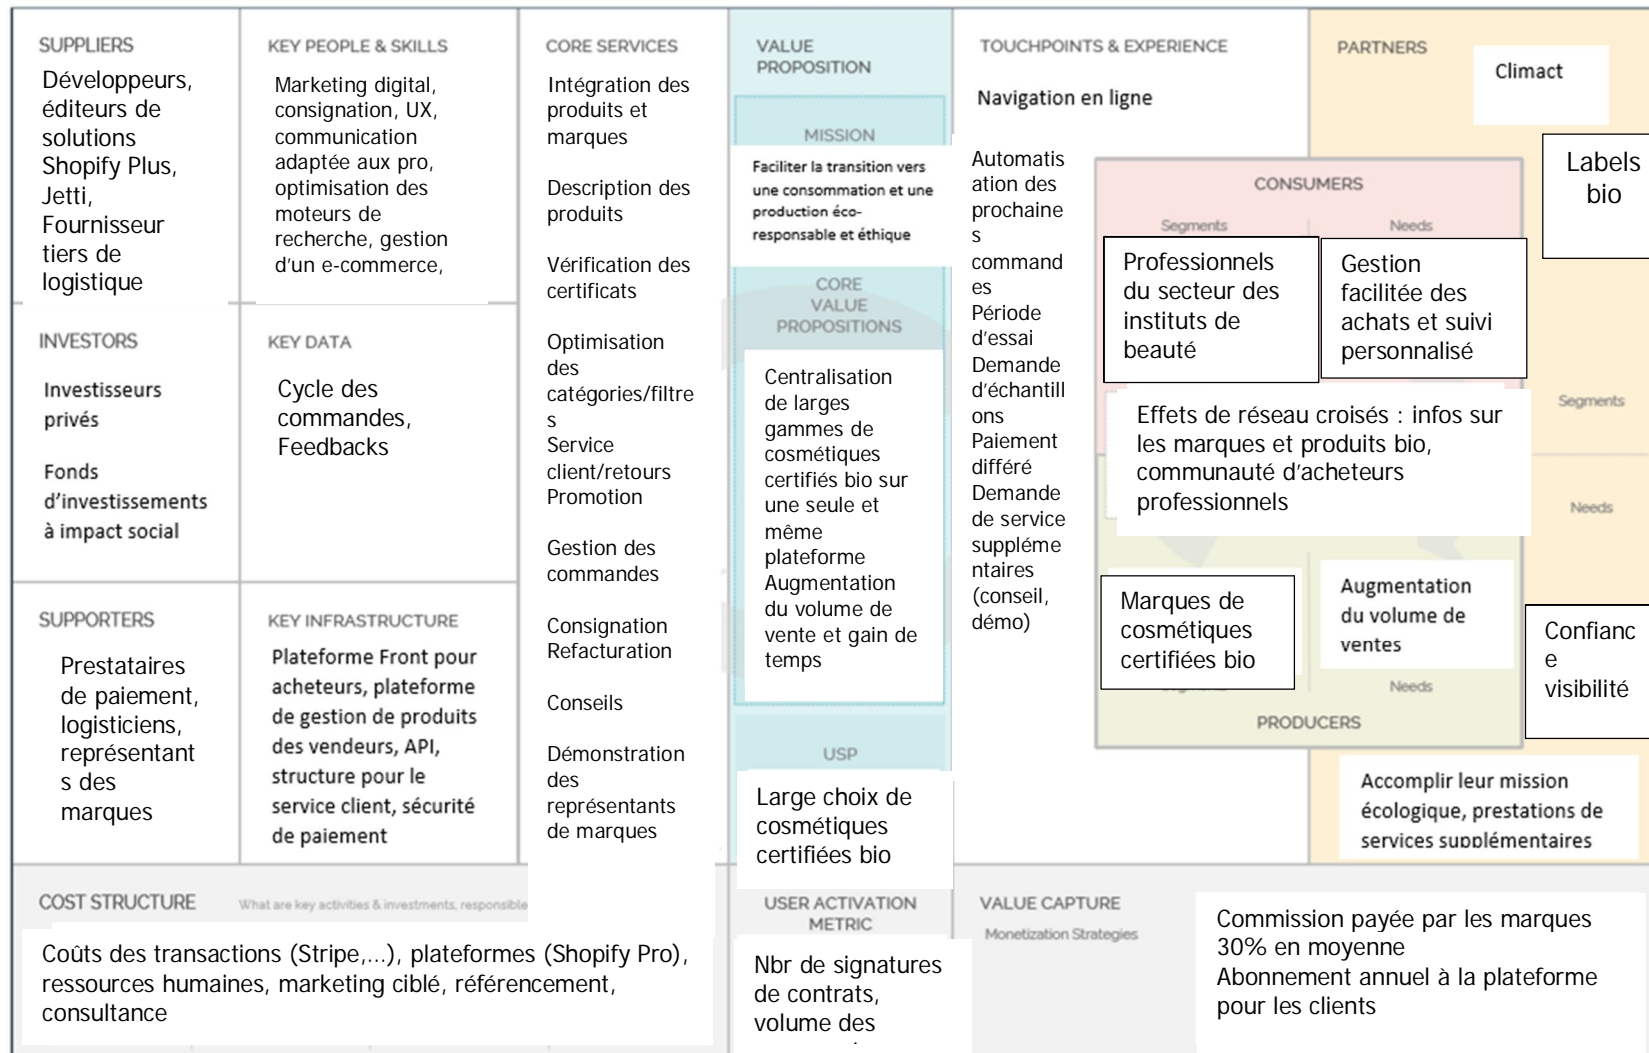 SUPPLIERS
Développeurs,
éditeurs de
solutions
Shopify Plus,
Jetti,
Fournisseur
tiers de
logistique
KEY PEOPLE & SKILLS
Marketing digital,
consignation, UX,
communication
adaptée aux pro,
optimisation des
moteurs de
recherche, gestion
d'un e-commerce,
CORE SERVICES
Intégration des
produits et
marques
Description des
produits
Vérification des
certificats
Optimisation
des
catégories/filtre
s
Service
client/retours
Promotion
Gestion des
commandes
Consignation
Refacturation
Conseils
Démonstration
des
représentants
de marques
VALUE
PROPOSITION
MISSION
Faciliter la transition vers
une consommation et une
production éco-
responsable et éthique
CORE
VALUE
PROPOSITIONS
Centralisation
de larges
gammes de
cosmétiques
certifiés bio sur
une seule et
même
plateforme
Augmentation
du volume de
vente et gain de
temps
USP
Large choix de
cosmétiques
certifiées bio
TOUCHPOINTS & EXPERIENCE
Navigation en ligne
Automatis
ation des
prochaine
s
command
es
Période
d'essai
Demande
d'échantill
ons
Paiement
différé
Demande
de service
suppléme
ntaires
(conseil,
démo)
CONSUMERS
Segments
Needs
Professionnels
du secteur des
instituts de
beauté
Gestion
facilitée des
achats et suivi
personnalisé
Effets de réseau croisés : infos sur
les marques et produits bio,
communauté d'acheteurs
professionnels
Marques de
cosmétiques
certifiées bio
Augmentation
du volume de
ventes
Segments
Needs
PRODUCERS
PARTNERS
Climact
Labels
bio
Segments
Needs
Confianc
e
visibilité
Accomplir leur mission
écologique, prestations de
services supplémentaires
INVESTORS
Investisseurs
privés
Fonds
d'investissements
à impact social
KEY DATA
Cycle des
commandes,
Feedbacks
SUPPORTERS
Prestataires
de paiement,
logisticiens,
représentant
s des
marques
KEY INFRASTRUCTURE
Plateforme Front pour
acheteurs, plateforme
de gestion de produits
des vendeurs, API,
structure pour le
service client, sécurité
de paiement
COST STRUCTURE
What are key activities & investments, responsible
Coûts des transactions (Stripe,...), plateformes (Shopify Pro),
ressources humaines, marketing ciblé, référencement,
consultance
USER ACTIVATION
METRIC
Nbr de signatures
de contrats,
volume des
VALUE CAPTURE
Monetization Strategies
Commission payée par les marques
30% en moyenne
Abonnement annuel à la plateforme
pour les clients